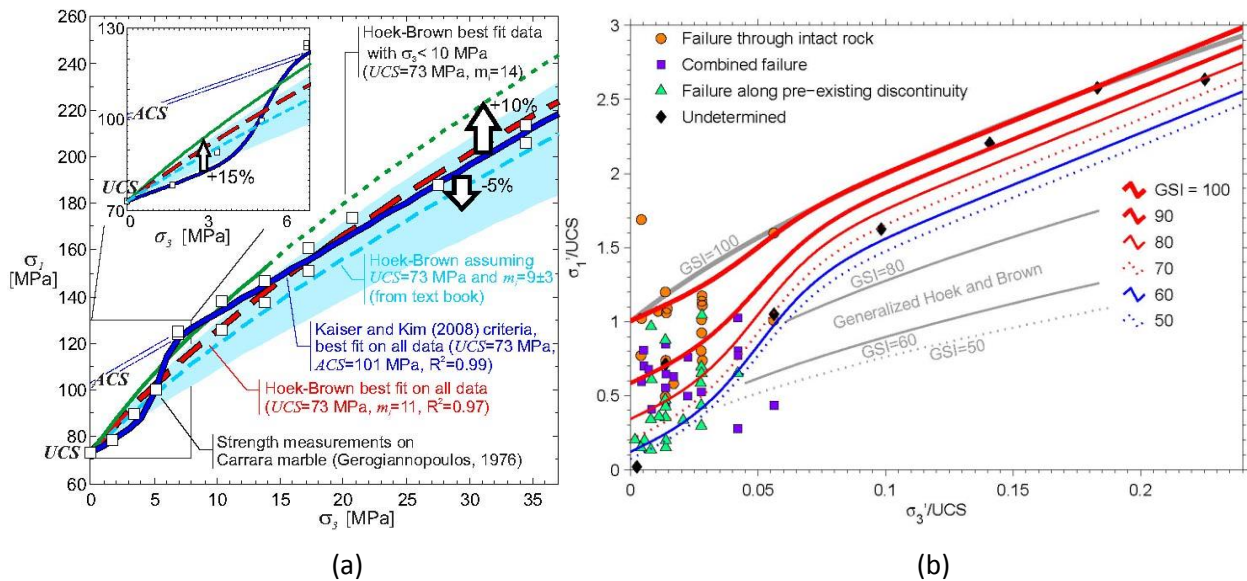 130
100
ACS
UCS
70
0
3
6
σ3 [MPa]
+15%
Hoek-Brown best fit data
with σ3< 10 MPa
(UCS=73 MPa, mi=14)
+10%
-5%
Hoek-Brown assuming
UCS=73 MPa and mi=9±3
(from text book)
Kaiser and Kim (2008) criteria,
best fit on all data (UCS=73 MPa,
ACS=101 MPa, R²=0.99)
Hoek-Brown best fit on all data
(UCS=73 MPa, mi=11, R²=0.97)
Strength measurements on
Carrara marble (Gerogiannopoulos, 1976)
ACS
UCS
260
240
220
200
180
160
140
120
100
80
60
[MPa]
0
5
10
15
20
25
30
35
σ3 [MPa]
(a)
Failure through intact rock
Combined failure
Failure along pre-existing discontinuity
Undetermined
GSI=100
GSI=80
Generalized Hoek and Brown
GSI=60
GSI=50
GSI = 100
90
80
70
60
50
3
2.5
2
1.5
1
0.5
0
σ1'/UCS
0
0.05
0.1
0.15
0.2
σ3'/UCS
(b)